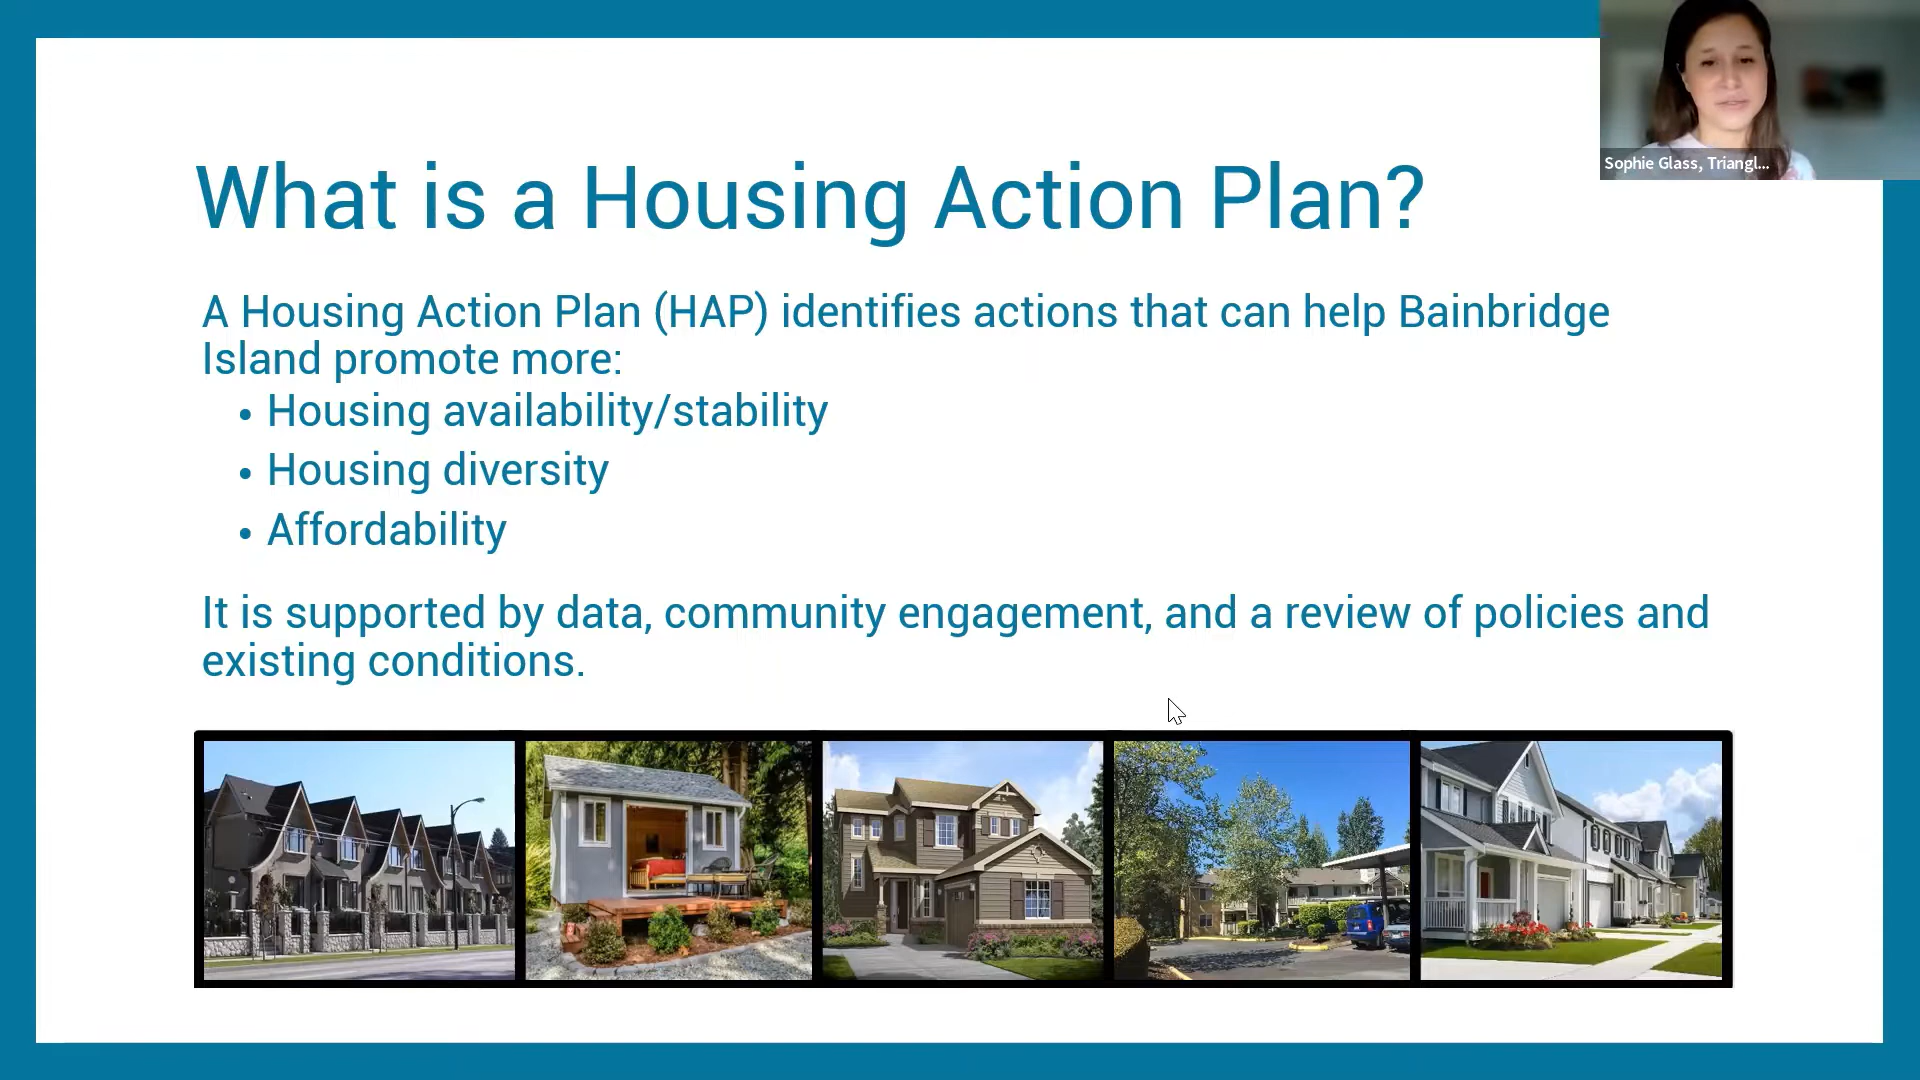 Sophie Glass, Triangl...
What is a Housing Action Plan?
A Housing Action Plan (HAP) identifies actions that can help Bainbridge
Island promote more:
• Housing availability/stability
• Housing diversity
• Affordability
It is supported by data, community engagement, and a review of policies and
existing conditions.